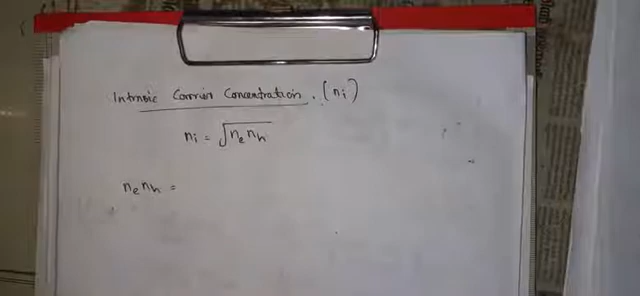 Intrinsic Carrier Concentration . (ni)
ni = √nₑnₕ
nₑnₕ =